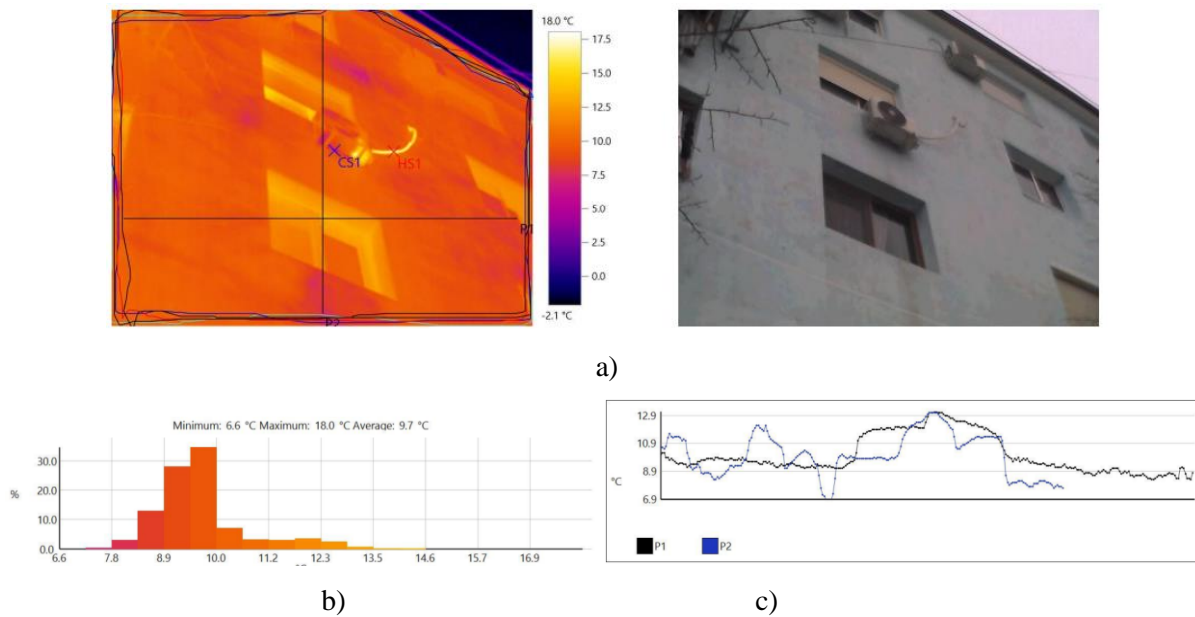 18.0 °C
17.5
15.0
12.5
10.0
7.5
5.0
2.5
0.0
-2.1 °C
CS1
HS1
P1
P2
a)
Minimum: 6.6 °C Maximum: 18.0 °C Average: 9.7 °C
%
30.0
20.0
10.0
0.0
6.6 7.8 8.9 10.0 11.2 12.3 13.5 14.6 15.7 16.9
°C
12.9
10.9
8.9
6.9
P1 P2
b) c)